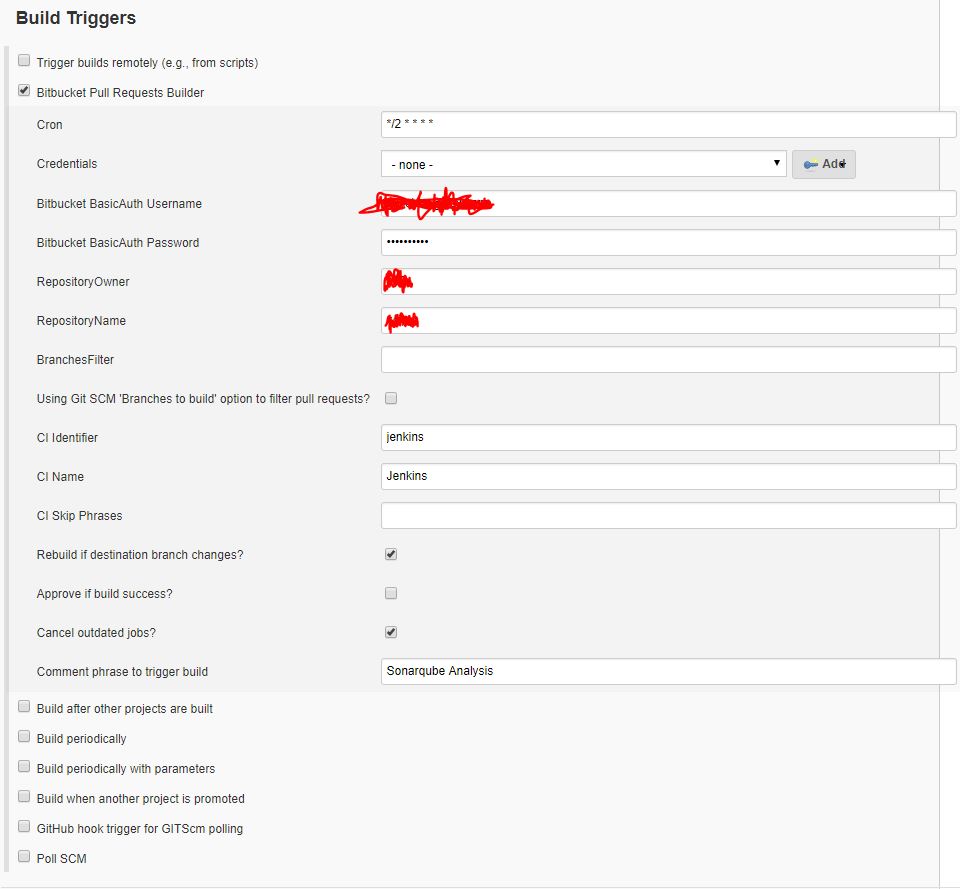 Build Triggers
Trigger builds remotely (e.g., from scripts)
Bitbucket Pull Requests Builder
Cron */2 * * * *
Credentials - none - Add
Bitbucket BasicAuth Username
Bitbucket BasicAuth Password ••••••••••
RepositoryOwner
RepositoryName
BranchesFilter
Using Git SCM 'Branches to build' option to filter pull requests?
CI Identifier jenkins
CI Name Jenkins
CI Skip Phrases
Rebuild if destination branch changes?
Approve if build success?
Cancel outdated jobs?
Comment phrase to trigger build Sonarqube Analysis
Build after other projects are built
Build periodically
Build periodically with parameters
Build when another project is promoted
GitHub hook trigger for GITScm polling
Poll SCM